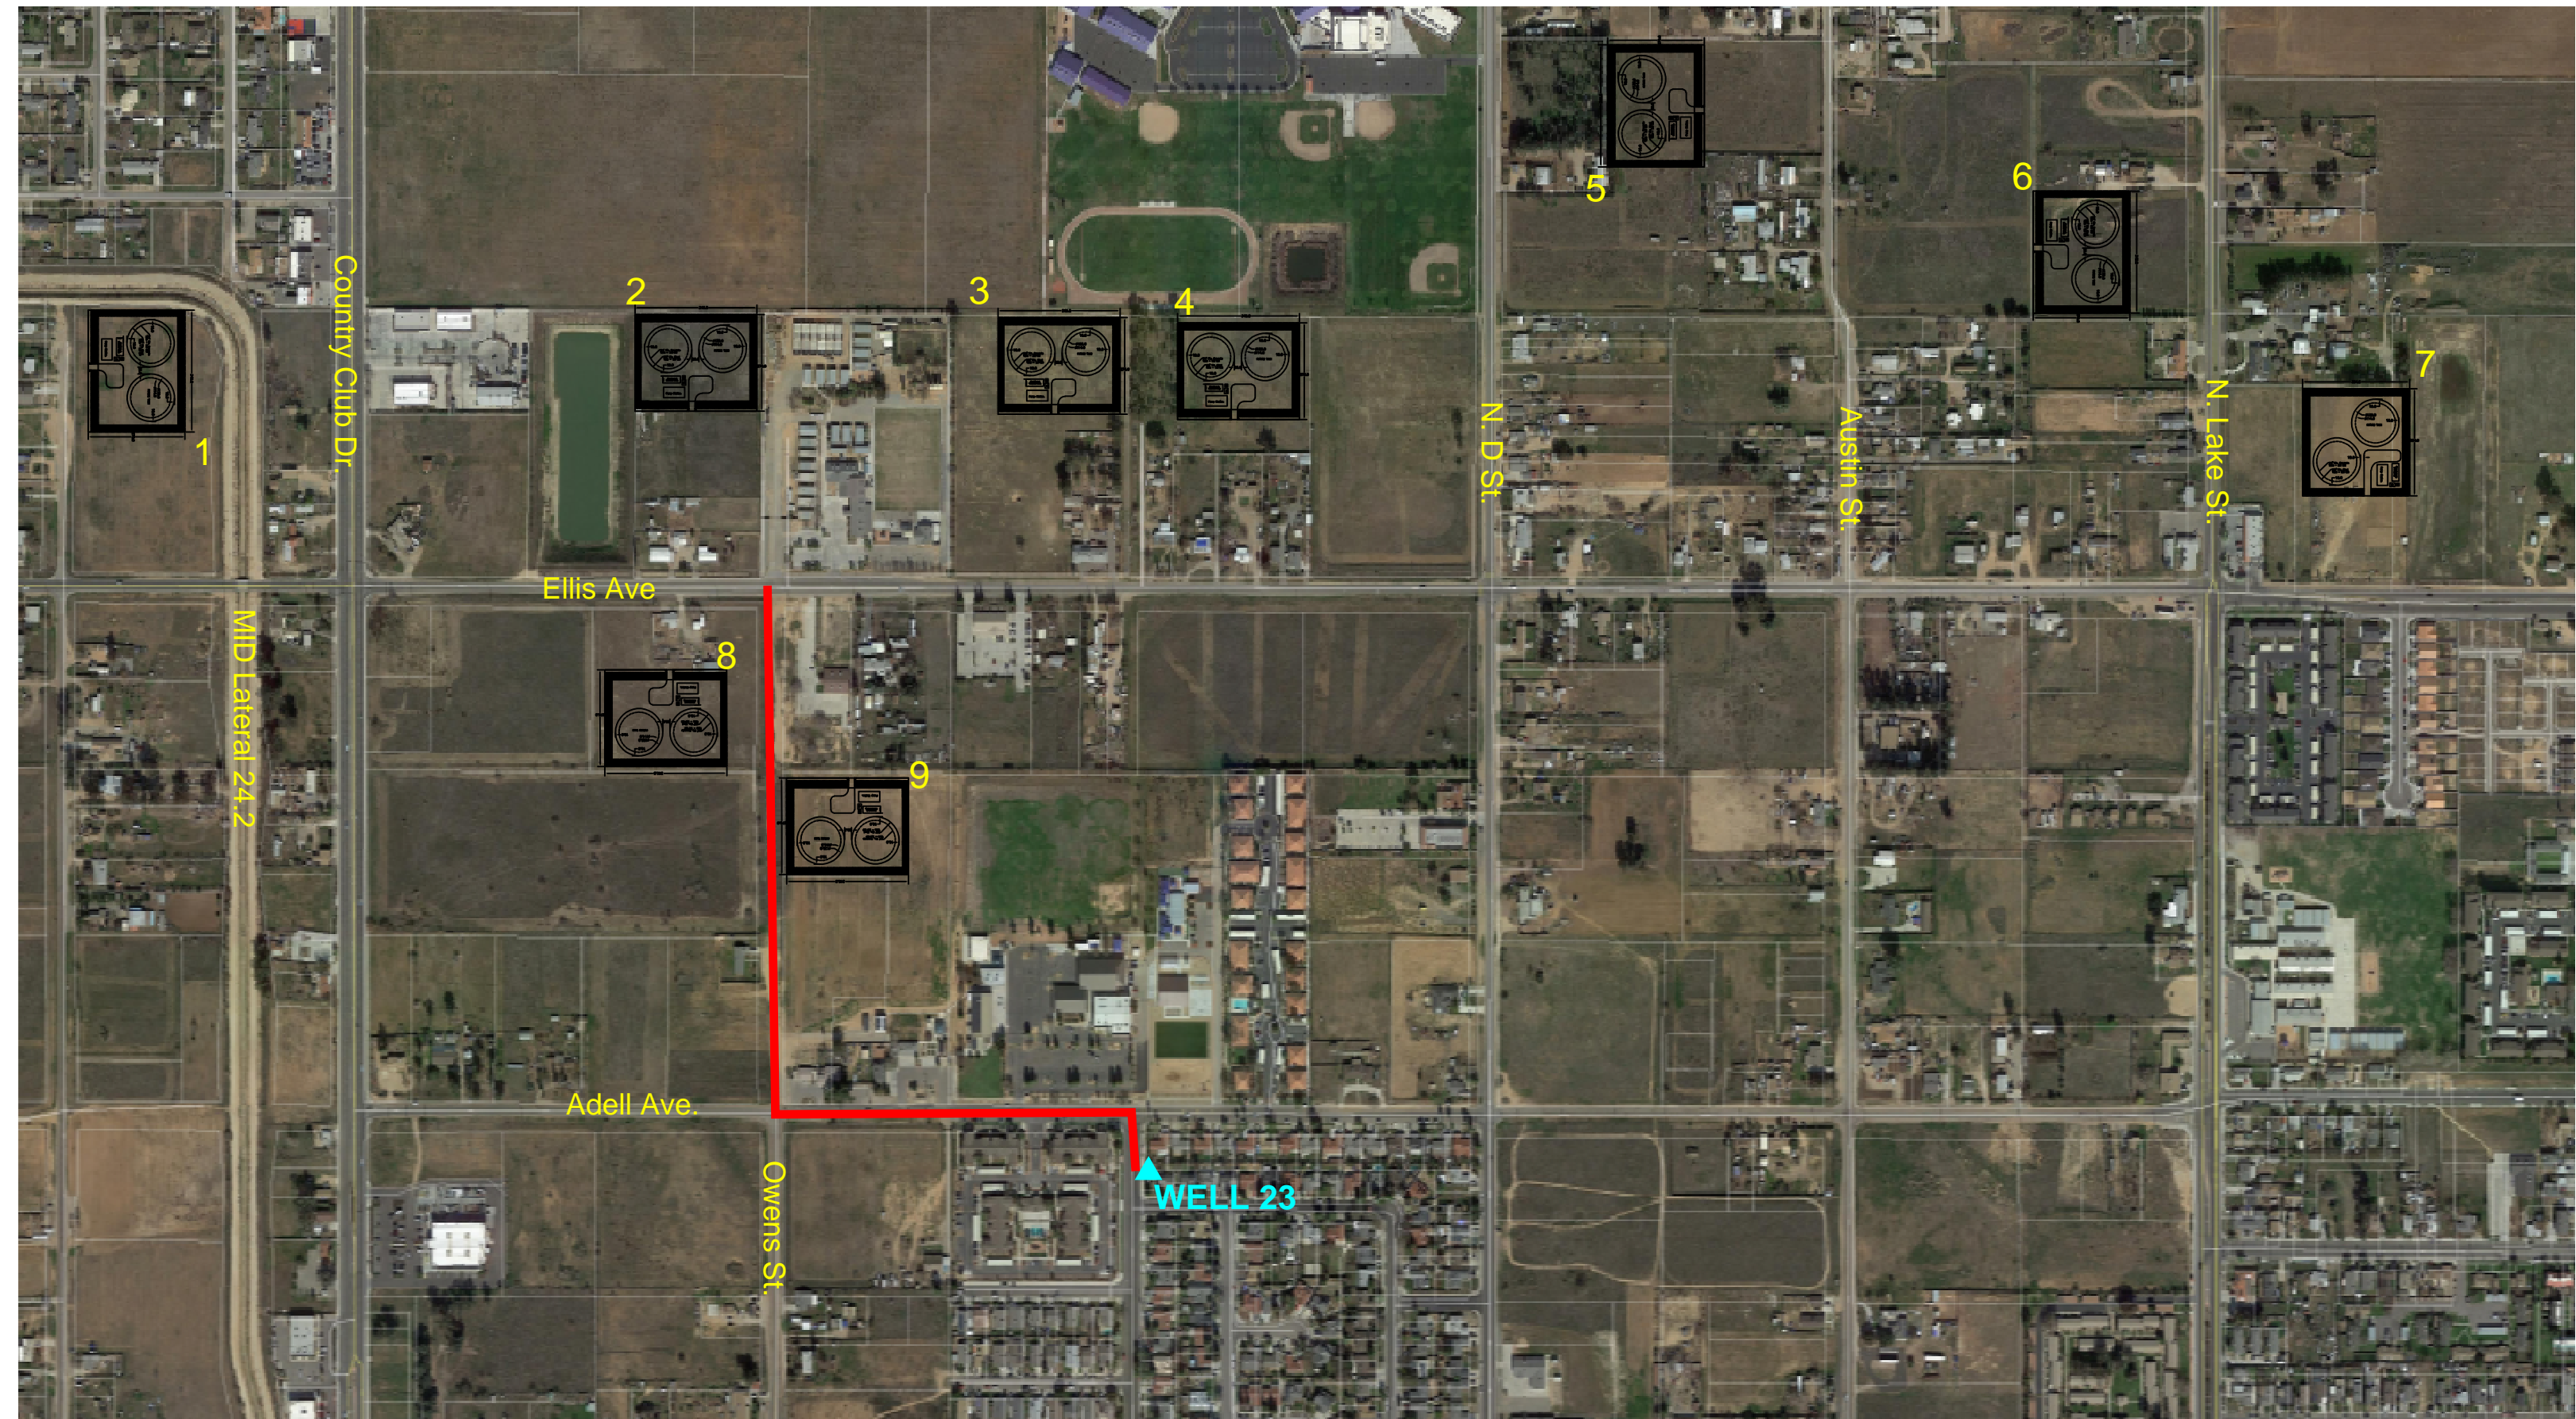 5
6
Country Club Dr.
2
3
4
7
N. Lake St.
N. D St.
Austin St.
1
Ellis Ave
MID Lateral 24.2
8
9
Adell Ave.
Owens St.
WELL 23